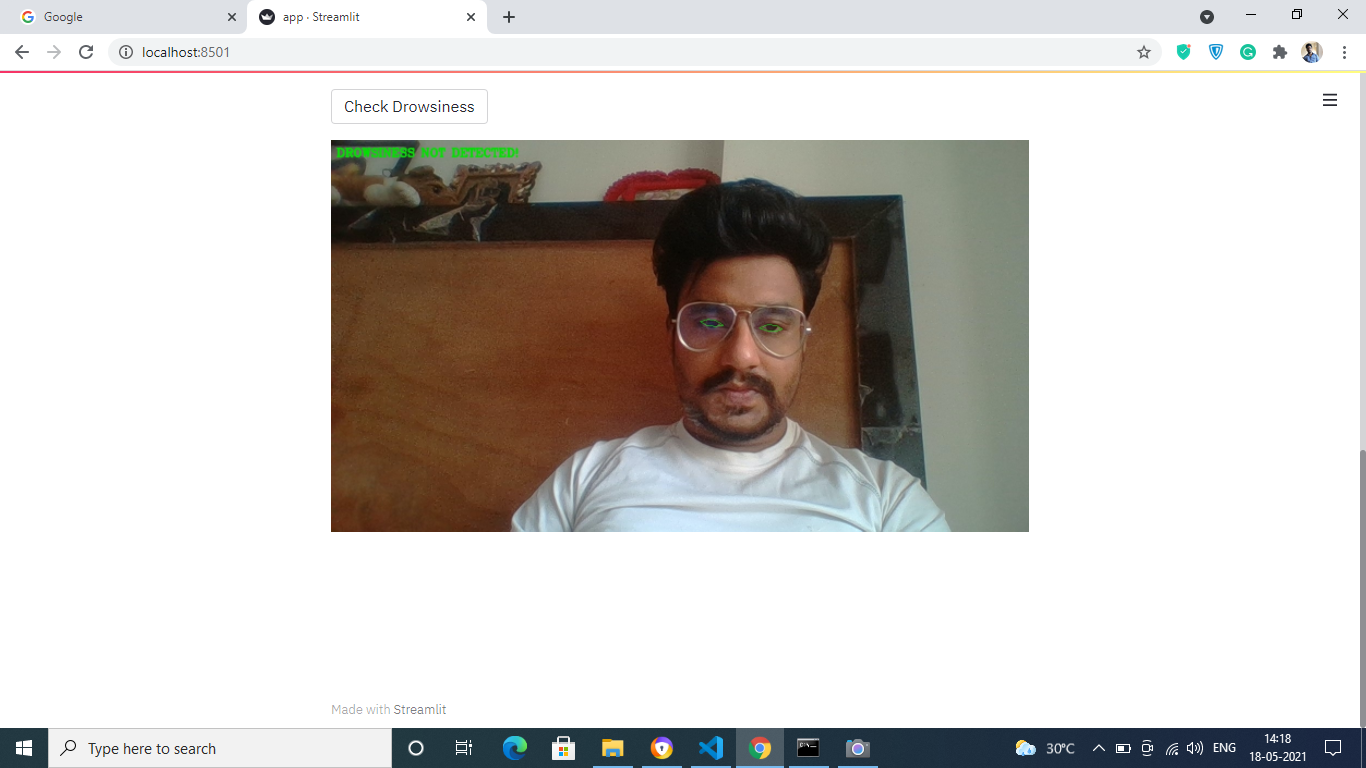 Google
app · Streamlit
localhost:8501
Check Drowsiness
DROWSINESS NOT DETECTED!
Made with Streamlit
Type here to search
30°C
ENG
14:18
18-05-2021